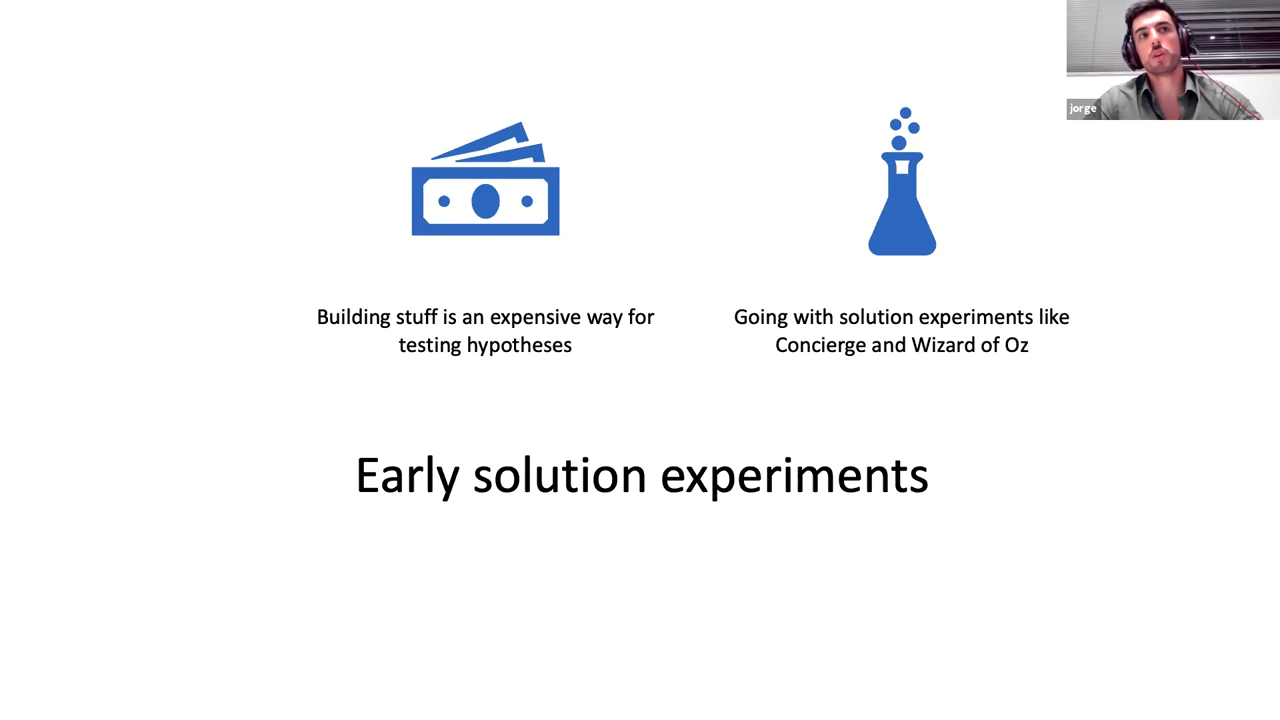 jorge
Building stuff is an expensive way for
testing hypotheses
Going with solution experiments like
Concierge and Wizard of Oz
Early solution experiments